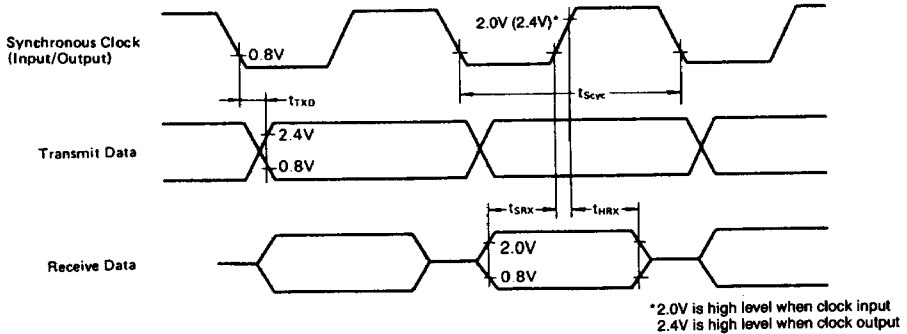 2.0V (2.4V)*
Synchronous Clock
(Input/Output)
0.8V
tTXD
tScyc
2.4V
Transmit Data
0.8V
tSRX
tHRX
2.0V
Receive Data
0.8V
*2.0V is high level when clock input
2.4V is high level when clock output